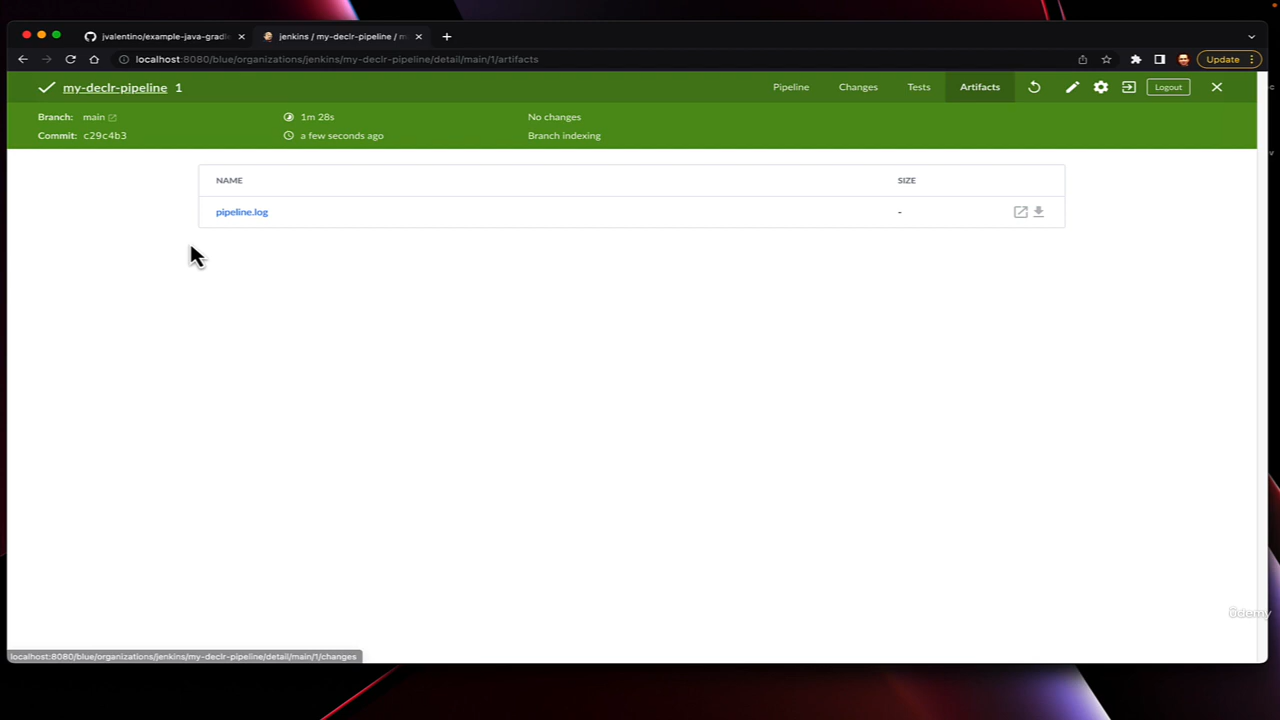 jvalentino/example-java-gradl
jenkins / my-declr-pipeline / m
localhost:8080/blue/organizations/jenkins/my-declr-pipeline/detail/main/1/artifacts
Update
my-declr-pipeline 1
Pipeline
Changes
Tests
Artifacts
Logout
Branch: main
1m 28s
No changes
Commit: c29c4b3
a few seconds ago
Branch indexing
NAME
SIZE
pipeline.log
-
ûdemy
localhost:8080/blue/organizations/jenkins/my-declr-pipeline/detail/main/1/changes